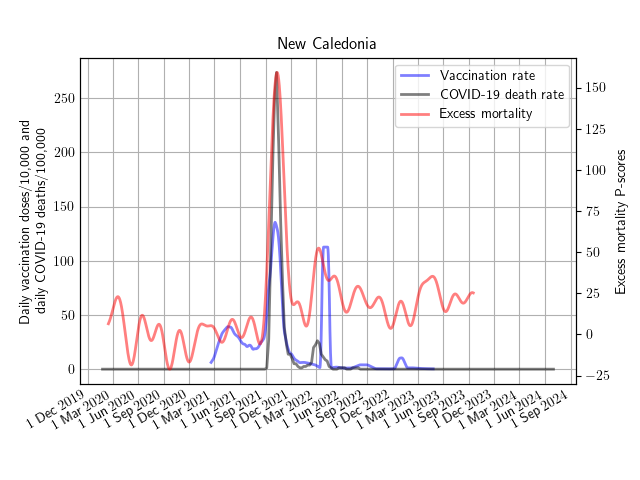 New Caledonia
Vaccination rate
COVID-19 death rate
Excess mortality
Daily vaccination doses/10,000 and
daily COVID-19 deaths/100,000
250
200
150
100
50
0
150
125
100
75
50
25
0
−25
Excess mortality P-scores
1 Dec 2019
1 Mar 2020
1 Jun 2020
1 Sep 2020
1 Dec 2020
1 Mar 2021
1 Jun 2021
1 Sep 2021
1 Dec 2021
1 Mar 2022
1 Jun 2022
1 Sep 2022
1 Dec 2022
1 Mar 2023
1 Jun 2023
1 Sep 2023
1 Dec 2023
1 Mar 2024
1 Jun 2024
1 Sep 2024